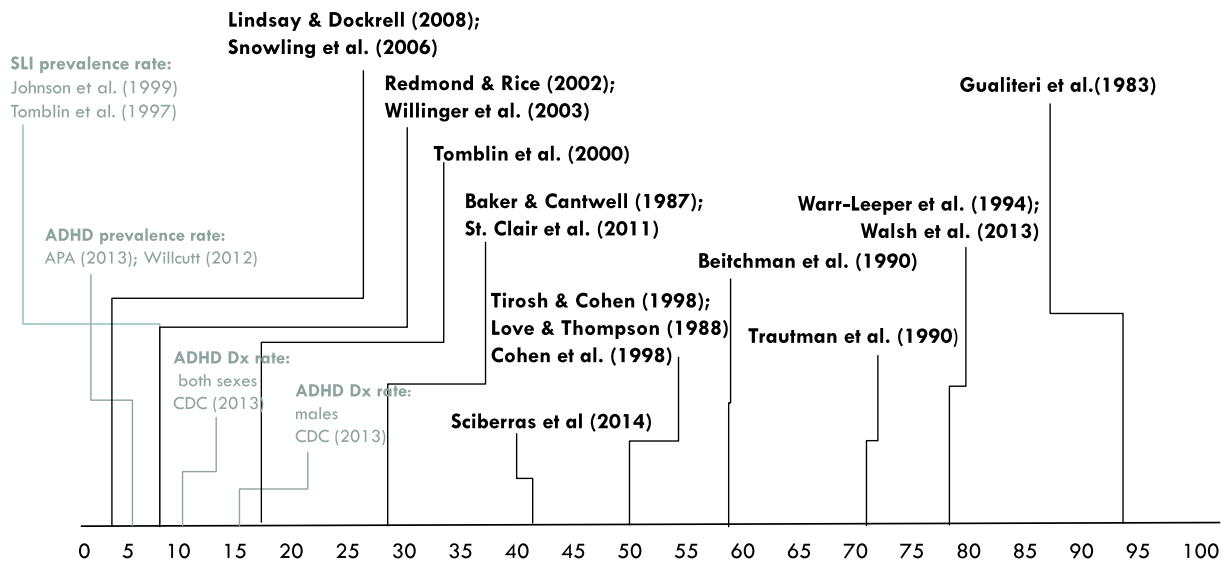 Lindsay & Dockrell (2008);
Snowling et al. (2006)
SLI prevalence rate:
Johnson et al. (1999)
Tomblin et al. (1997)
Redmond & Rice (2002);
Willinger et al. (2003)
Gualiteri et al.(1983)
Tomblin et al. (2000)
Baker & Cantwell (1987);
St. Clair et al. (2011)
Warr-Leeper et al. (1994);
Walsh et al. (2013)
ADHD prevalence rate:
APA (2013); Willcutt (2012)
Beitchman et al. (1990)
Tirosh & Cohen (1998);
Love & Thompson (1988)
Cohen et al. (1998)
Trautman et al. (1990)
ADHD Dx rate:
both sexes
CDC (2013)
ADHD Dx rate:
males
CDC (2013)
Sciberras et al (2014)
0 5 10 15 20 25 30 35 40 45 50 55 60 65 70 75 80 85 90 95 100